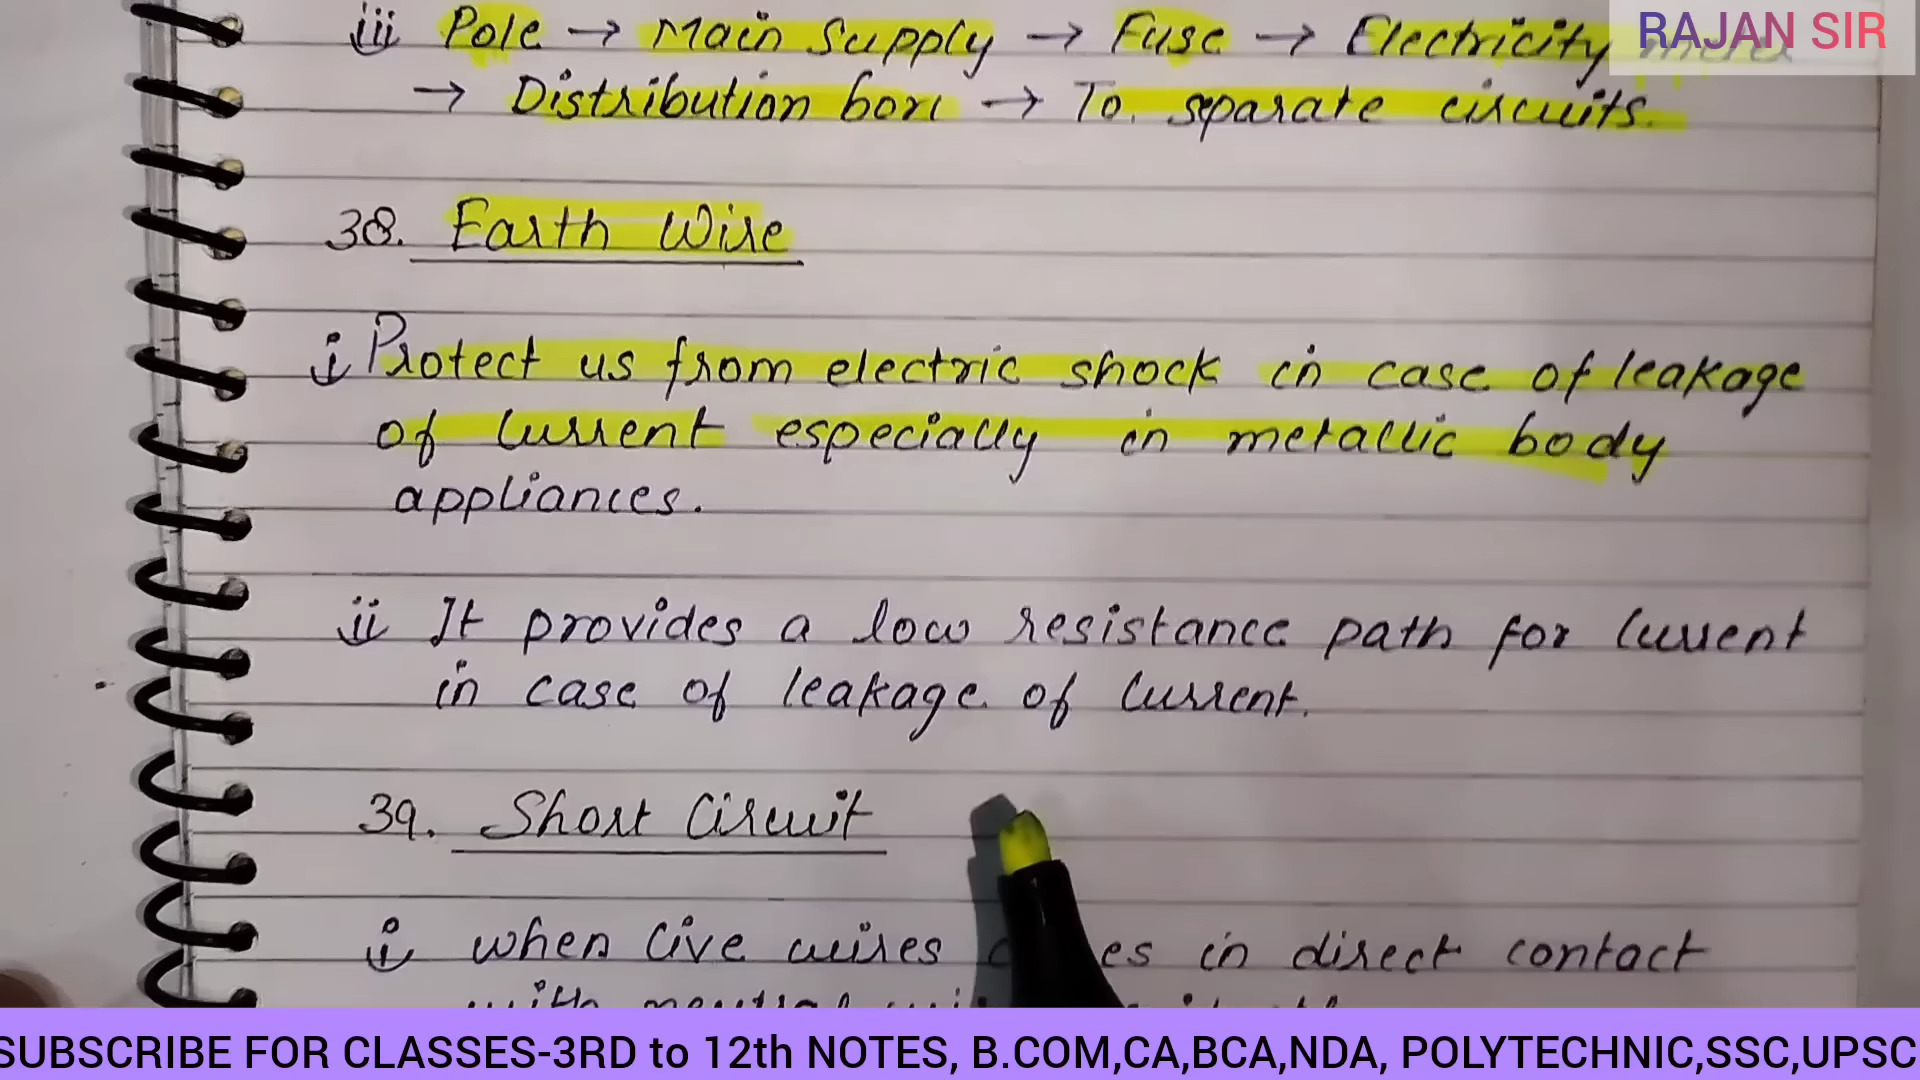 iii Pole → Main Supply → Fuse → Electricity
RAJAN SIR
→ Distribution → To separate circuits.
38. Earth Wire
i Protect us from electric shock in case of leakage
of Current especially in metallic body
appliances.
ii It provides a low resistance path for Current
in case of leakage of Current.
39. Short Circuit
i when live wires in direct contact
with neutral
SUBSCRIBE FOR CLASSES-3RD to 12th NOTES, B.COM,CA,BCA,NDA, POLYTECHNIC,SSC,UPSC